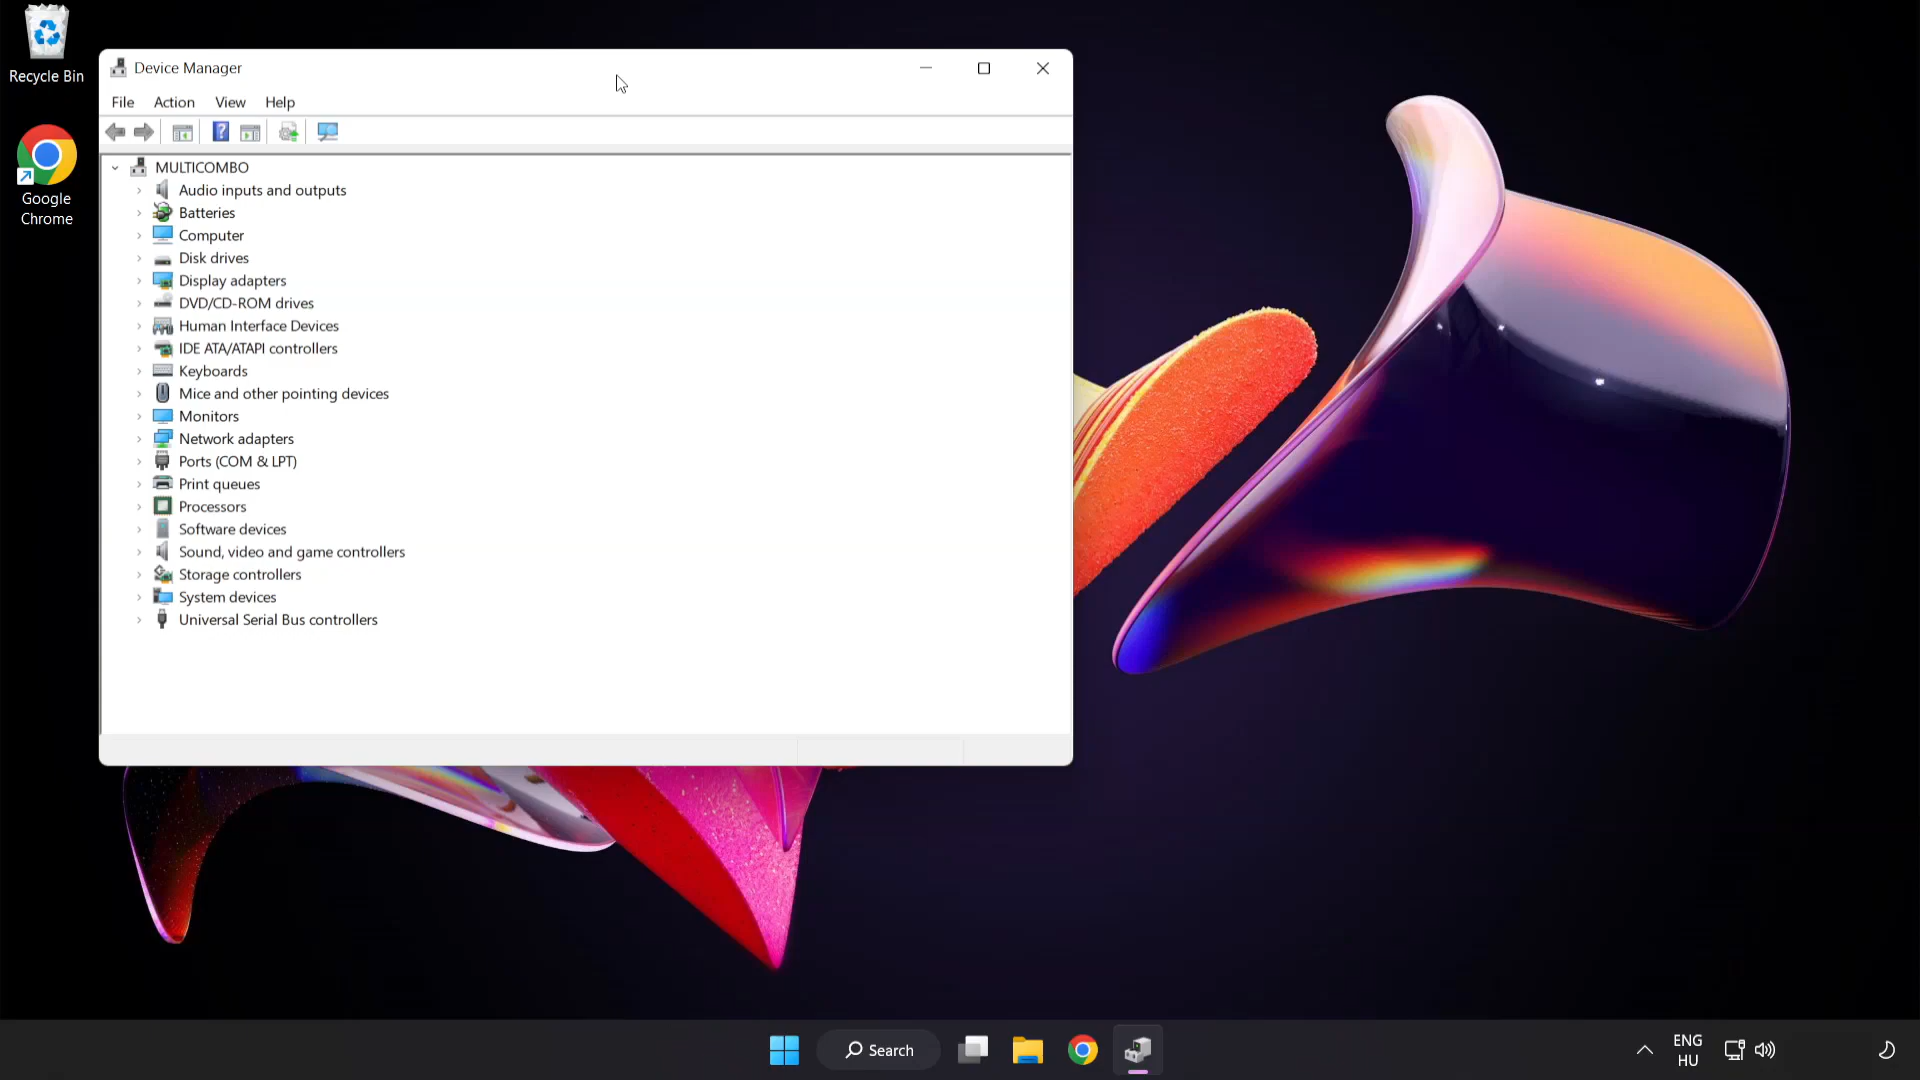 Recycle Bin
Google
Chrome
Device Manager
File Action View Help
MULTICOMBO
Audio inputs and outputs
Batteries
Computer
Disk drives
Display adapters
DVD/CD-ROM drives
Human Interface Devices
IDE ATA/ATAPI controllers
Keyboards
Mice and other pointing devices
Monitors
Network adapters
Ports (COM & LPT)
Print queues
Processors
Software devices
Sound, video and game controllers
Storage controllers
System devices
Universal Serial Bus controllers
Search
ENG
HU